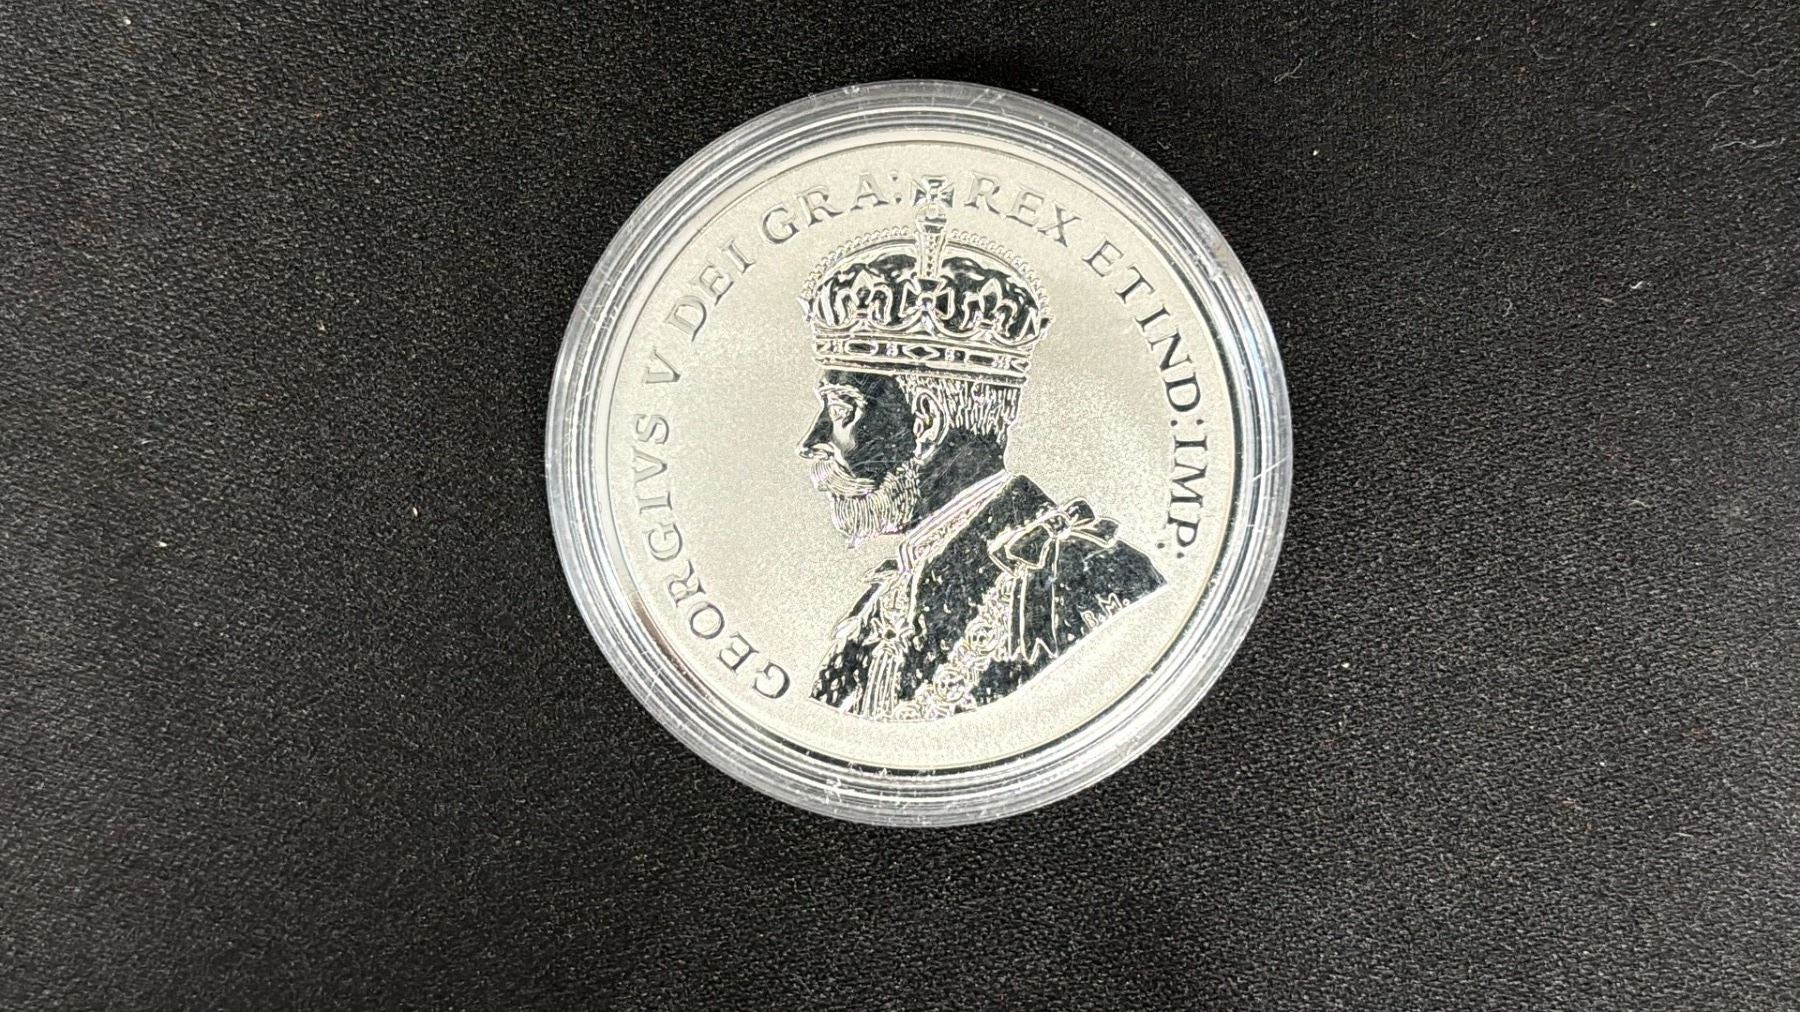 GEORGIVS V DEI GRA: REX ET IND: IMP:
B.M.